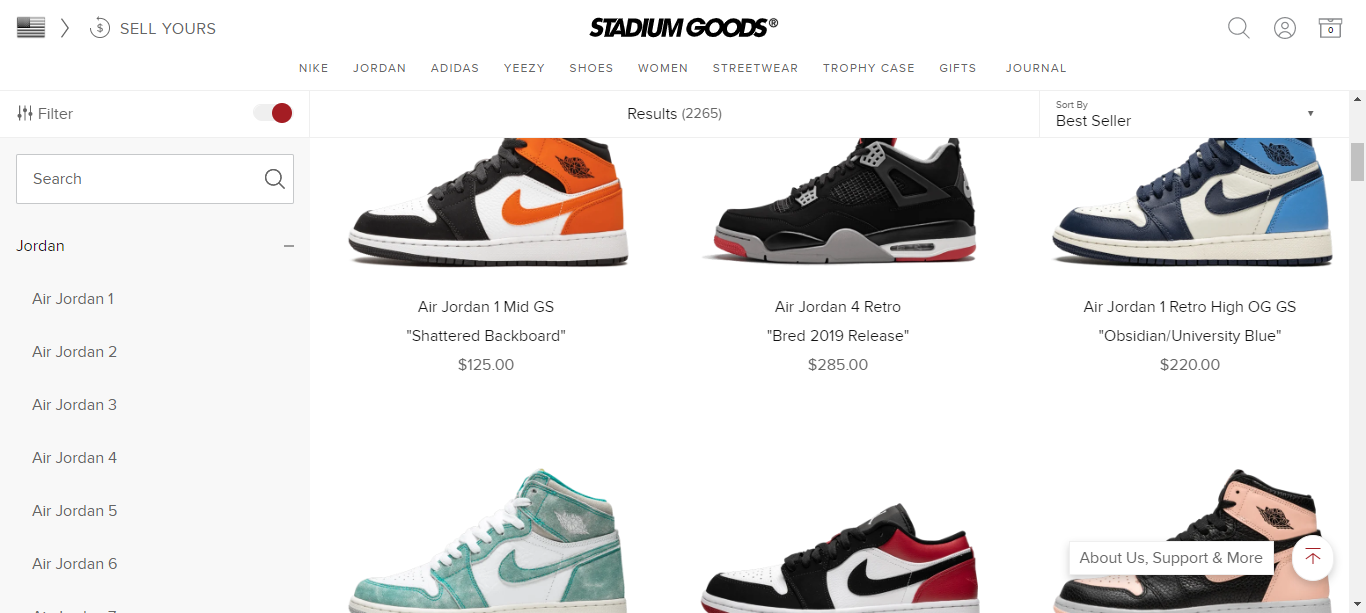 SELL YOURS
STADIUM GOODS®
0
NIKE JORDAN ADIDAS YEEZY SHOES WOMEN STREETWEAR TROPHY CASE GIFTS JOURNAL
Filter
Results (2265)
Sort By
Best Seller
Search
Jordan
Air Jordan 1
Air Jordan 2
Air Jordan 3
Air Jordan 4
Air Jordan 5
Air Jordan 6
Air Jordan 1 Mid GS
"Shattered Backboard"
$125.00
Air Jordan 4 Retro
"Bred 2019 Release"
$285.00
Air Jordan 1 Retro High OG GS
"Obsidian/University Blue"
$220.00
About Us, Support & More